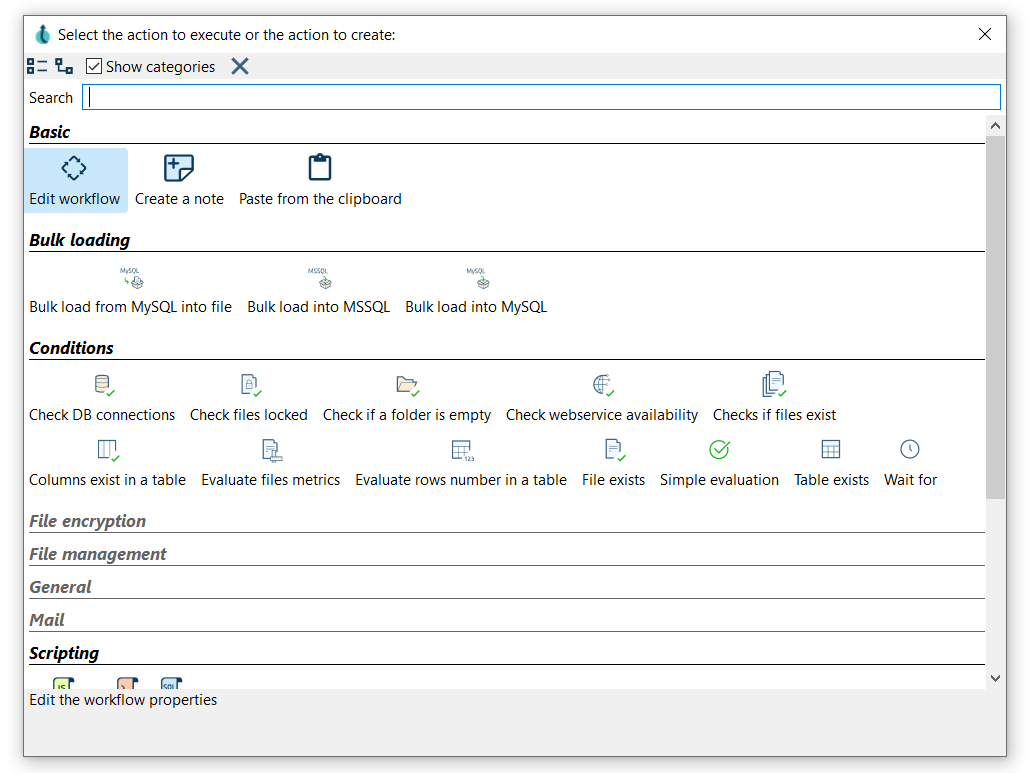 Select the action to execute or the action to create:
Show categories
Search
Basic
Edit workflow Create a note Paste from the clipboard
Bulk loading
MySQL MSSQL MySQL
Bulk load from MySQL into file Bulk load into MSSQL Bulk load into MySQL
Conditions
Check DB connections Check files locked Check if a folder is empty Check webservice availability Checks if files exist
123
Columns exist in a table Evaluate files metrics Evaluate rows number in a table File exists Simple evaluation Table exists Wait for
File encryption
File management
General
Mail
Scripting
JS SQL
Edit the workflow properties